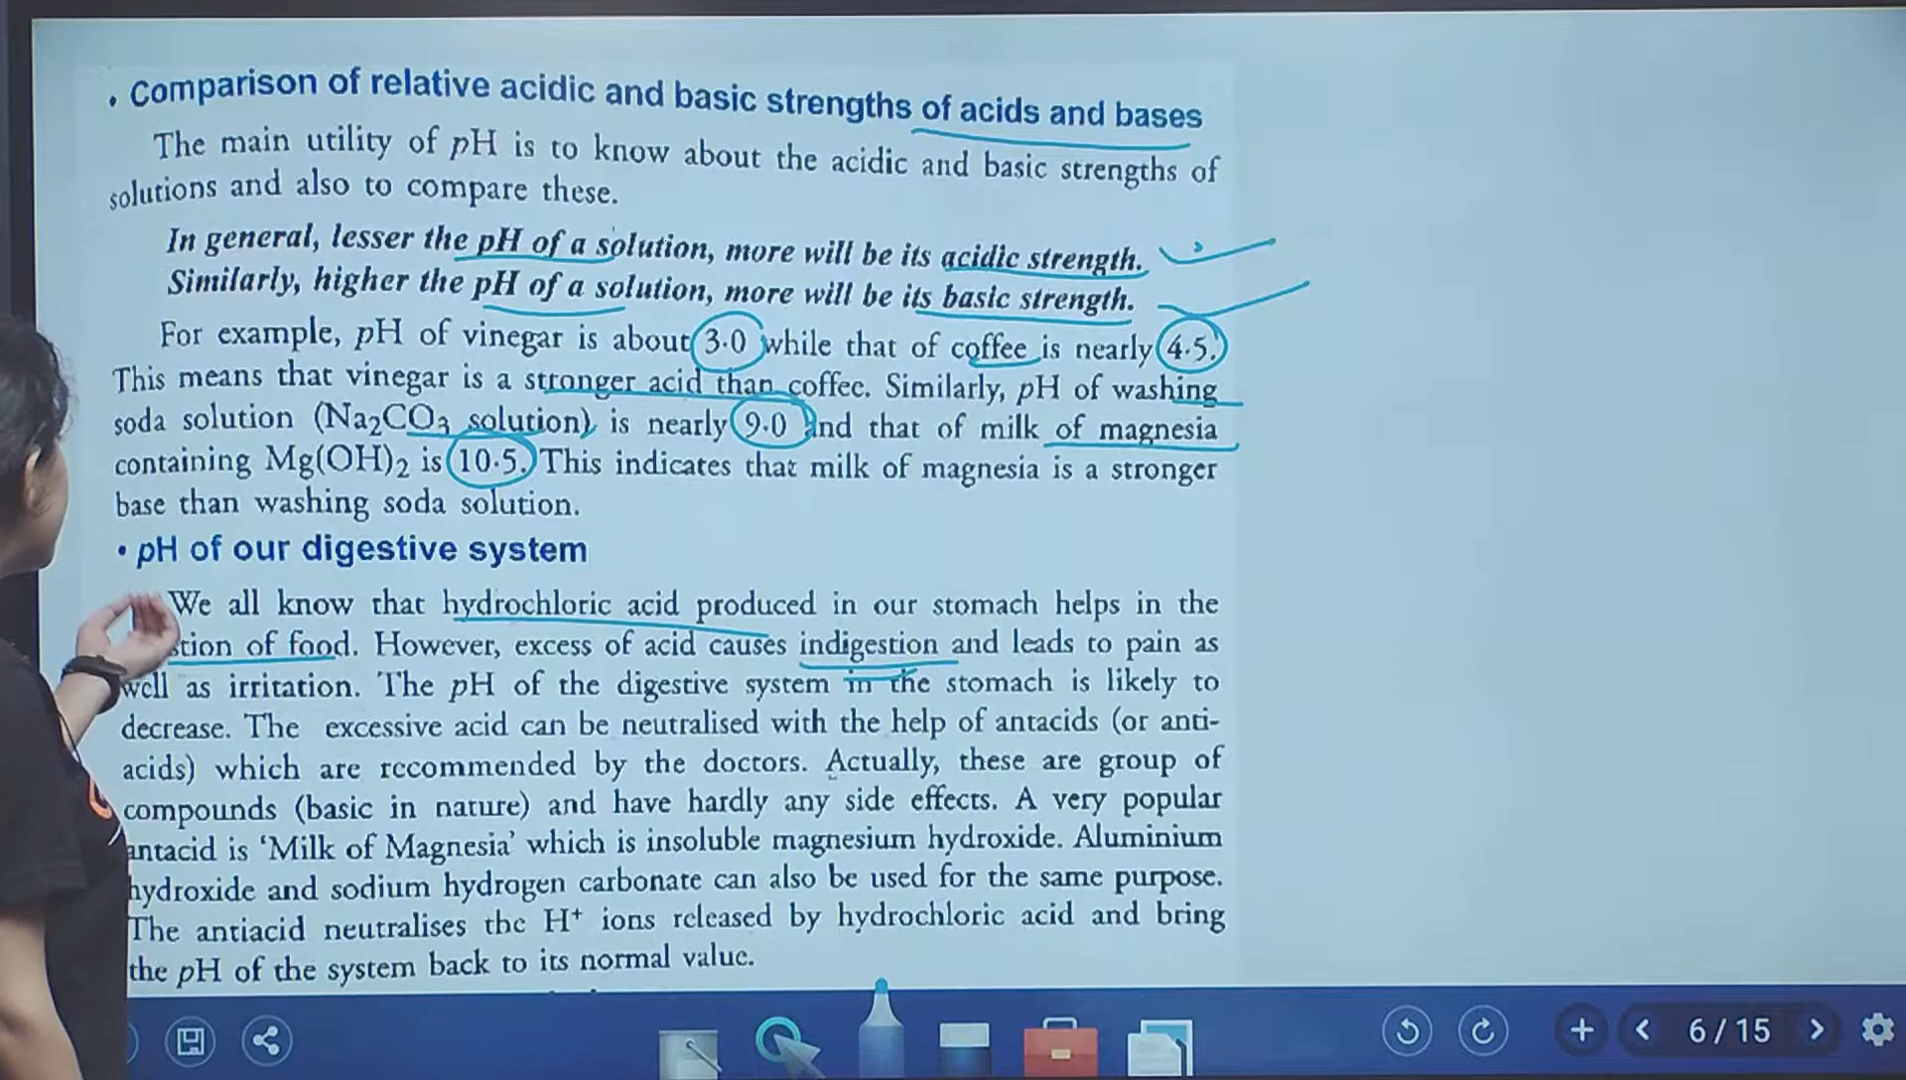 • Comparison of relative acidic and basic strengths of acids and bases
The main utility of pH is to know about the acidic and basic strengths of
solutions and also to compare these.
In general, lesser the pH of a solution, more will be its acidic strength.
Similarly, higher the pH of a solution, more will be its basic strength.
For example, pH of vinegar is about 3·0 while that of coffee is nearly 4·5.
This means that vinegar is a stronger acid than coffee. Similarly, pH of washing
soda solution (Na₂CO₃ solution) is nearly 9·0 and that of milk of magnesia
containing Mg(OH)₂ is 10·5. This indicates that milk of magnesia is a stronger
base than washing soda solution.
• pH of our digestive system
We all know that hydrochloric acid produced in our stomach helps in the
stion of food. However, excess of acid causes indigestion and leads to pain as
well as irritation. The pH of the digestive system in the stomach is likely to
decrease. The excessive acid can be neutralised with the help of antacids (or anti-
acids) which are recommended by the doctors. Actually, these are group of
compounds (basic in nature) and have hardly any side effects. A very popular
antacid is ‘Milk of Magnesia’ which is insoluble magnesium hydroxide. Aluminium
hydroxide and sodium hydrogen carbonate can also be used for the same purpose.
The antiacid neutralises the H⁺ ions released by hydrochloric acid and bring
the pH of the system back to its normal value.
6 / 15